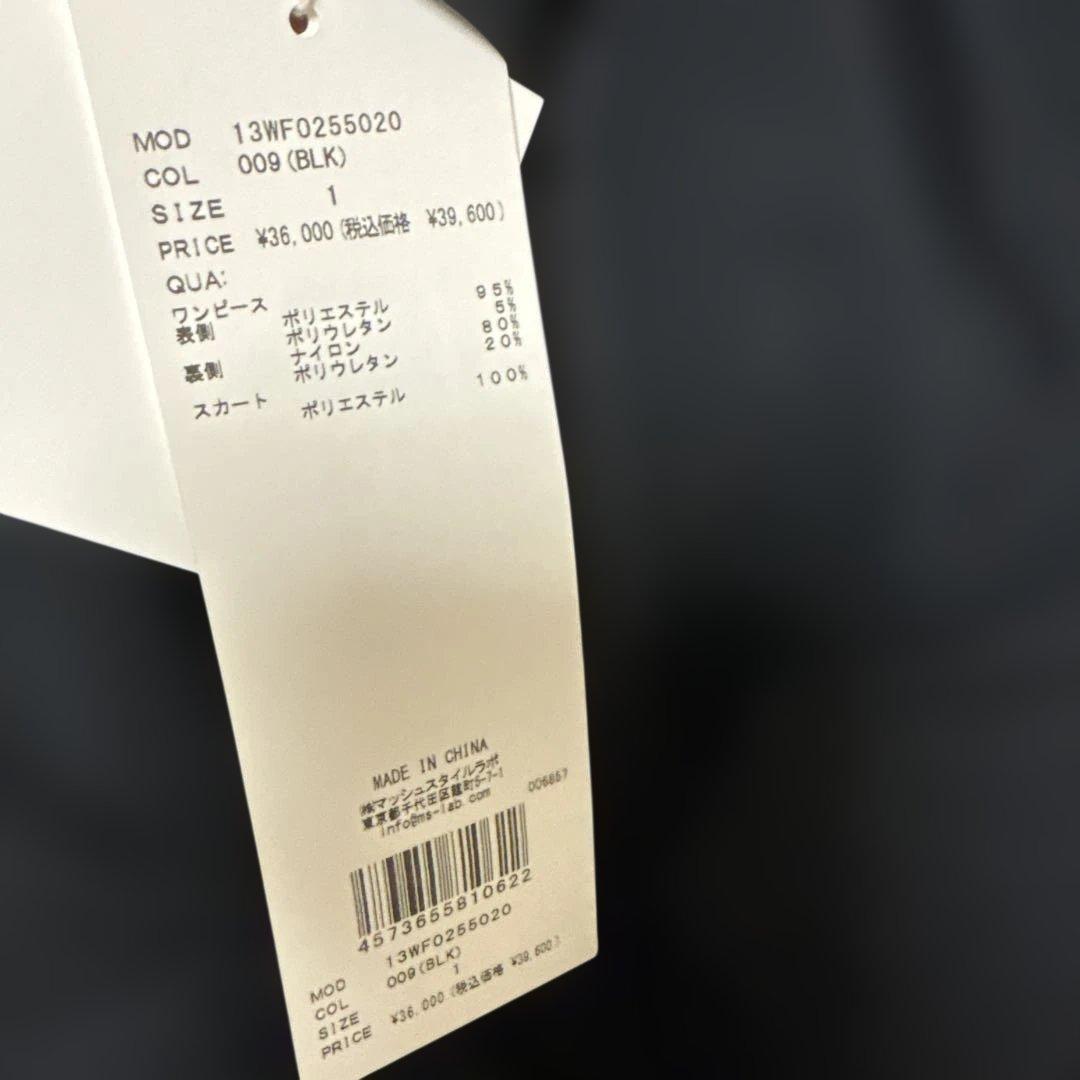 MOD 13WF0255020
COL 009(BLK)
SIZE 1
PRICE ¥36,000(税込価格 ¥39,600)
QUA:
ワンピース
表側 ポリエステル 95%
ポリウレタン 5%
裏側 ナイロン 80%
ポリウレタン 20%
スカート ポリエステル 100%
MADE IN CHINA
㈱マッシュスタイルラボ
東京都千代田区麹町5-7-1 006857
info@ms-lab.com
4573655810622
MOD 13WF0255020
COL 009(BLK)
SIZE 1
PRICE ¥36,000(税込価格 ¥39,600)